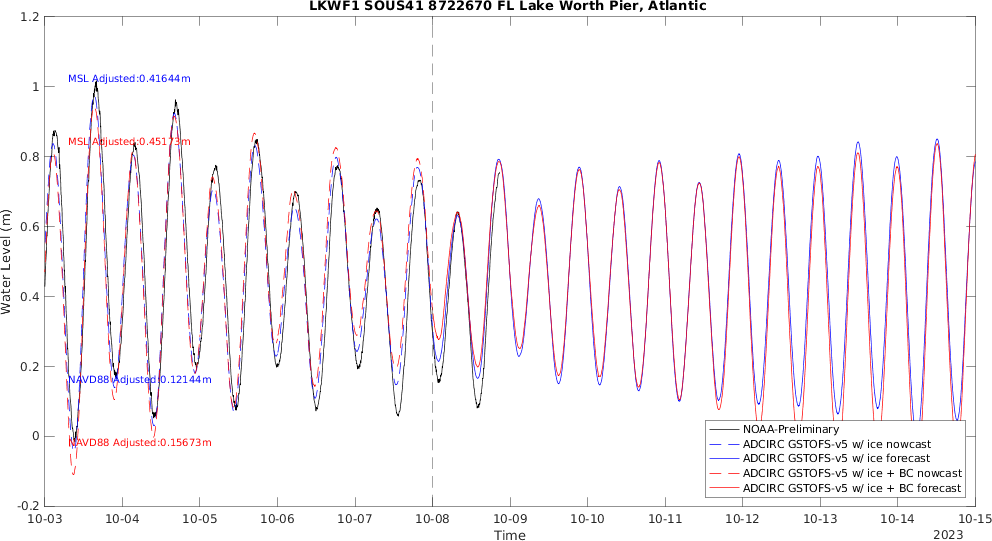 LKWF1 SOUS41 8722670 FL Lake Worth Pier, Atlantic
1.2
1
0.8
0.6
0.4
0.2
0
-0.2
Water Level (m)
MSL Adjusted:0.41644m
MSL Adjusted:0.45173m
NAVD88 Adjusted:0.12144m
NAVD88 Adjusted:0.15673m
NOAA-Preliminary
ADCIRC GSTOFS-v5 w/ ice nowcast
ADCIRC GSTOFS-v5 w/ ice forecast
ADCIRC GSTOFS-v5 w/ ice + BC nowcast
ADCIRC GSTOFS-v5 w/ ice + BC forecast
10-03 10-04 10-05 10-06 10-07 10-08 10-09 10-10 10-11 10-12 10-13 10-14 10-15
Time
2023